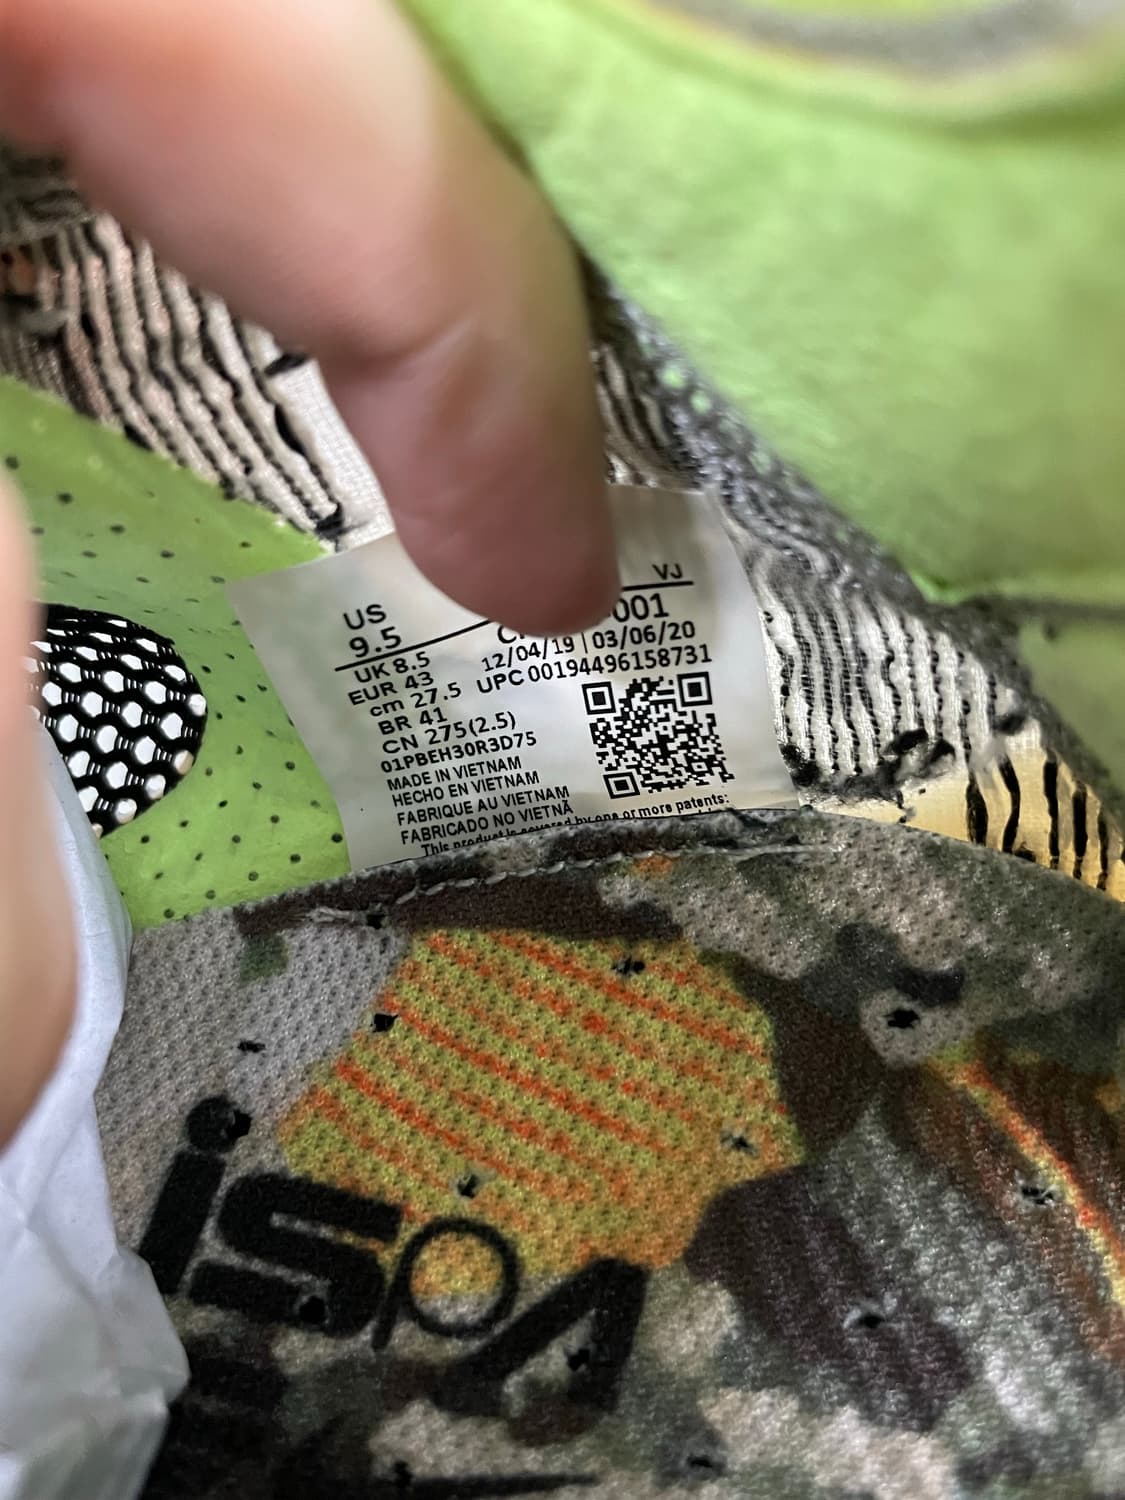 US
9.5
UK 8.5
EUR 43
cm 27.5
BR 41
CN 275(2.5)
01PBEH30R3D75
MADE IN VIETNAM
HECHO EN VIETNAM
FABRIQUE AU VIETNAM
FABRICADO NO VIETNÃ
This product is covered by one or more patents:
VJ
001
12/04/19 | 03/06/20
UPC 00194496158731
ISPA